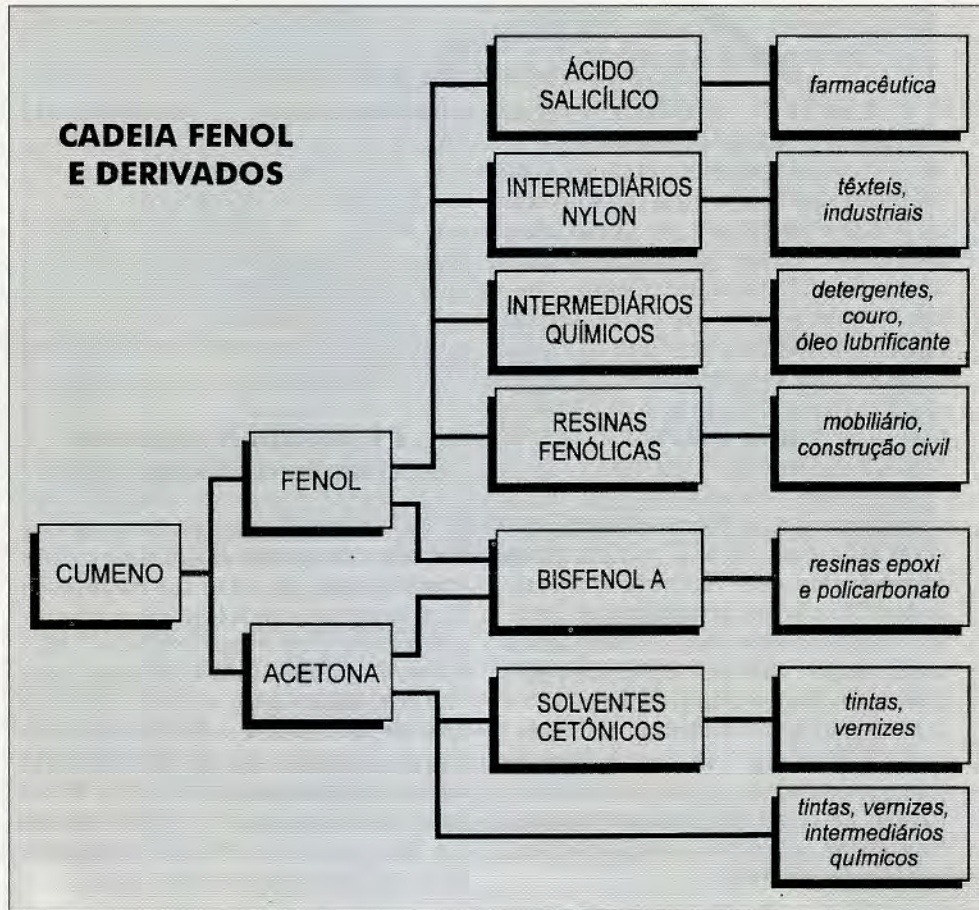 CADEIA FENOL
E DERIVADOS
ÁCIDO
SALICÍLICO
farmacêutica
INTERMEDIÁRIOS
NYLON
têxteis,
industriais
INTERMEDIÁRIOS
QUÍMICOS
detergentes,
couro,
óleo lubrificante
RESINAS
FENÓLICAS
mobiliário,
construção civil
FENOL
CUMENO
BISFENOL A
resinas epoxi
e policarbonato
ACETONA
SOLVENTES
CETÔNICOS
tintas,
vernizes
tintas, vernizes,
intermediários
químicos